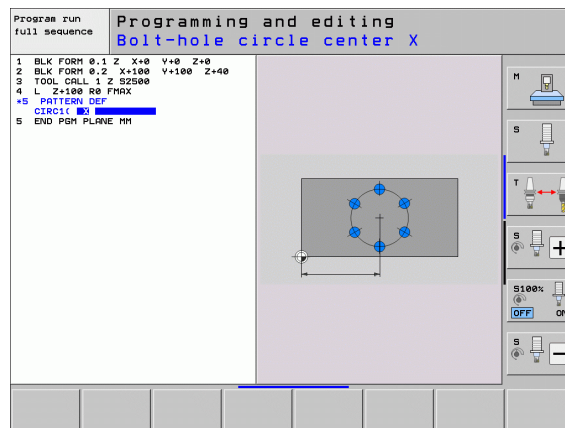 Program run
full sequence
Programming and editing
Bolt-hole circle center X
1 BLK FORM 0.1 Z X+0 Y+0 Z+0
2 BLK FORM 0.2 X+100 Y+100 Z+40
3 TOOL CALL 1 Z S2500
4 L Z+100 R0 FMAX
*5 PATTERN DEF
CIRC1( X
5 END PGM PLANE MM
M
S
T
S
+
S100%
OFF ON
S
-